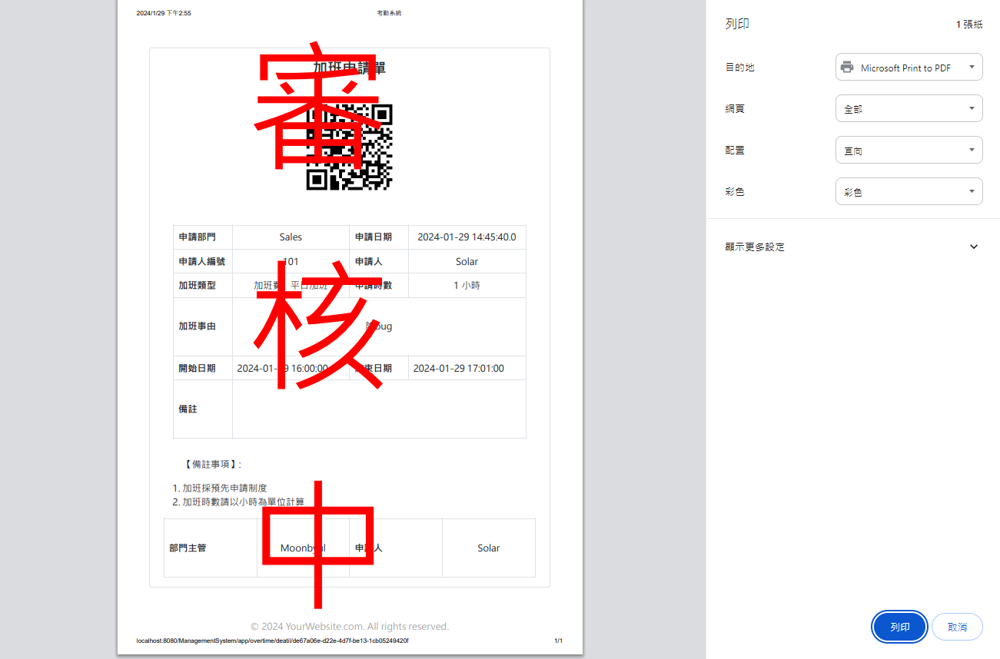 2024/1/29 下午2:55 考勤系統
加班申請單
審核中
申請部門 Sales 申請日期 2024-01-29 14:45:40.0
申請人編號 101 申請人 Solar
加班類型 加班費 平日加班 申請時數 1 小時
加班事由 除bug
開始日期 2024-01-29 16:00:00 結束日期 2024-01-29 17:01:00
備註
【備註事項】:
1. 加班採預先申請制度
2. 加班時數請以小時為單位計算
部門主管 Moonbyul 申請人 Solar
© 2024 YourWebsite.com. All rights reserved.
localhost:8080/ManagementSystem/app/overtime/deatil/de67a06e-d22e-4d7f-be13-1cb05249420f 1/1
列印 1 張紙
目的地 Microsoft Print to PDF
網頁 全部
配置 直向
彩色 彩色
顯示更多設定
列印 取消